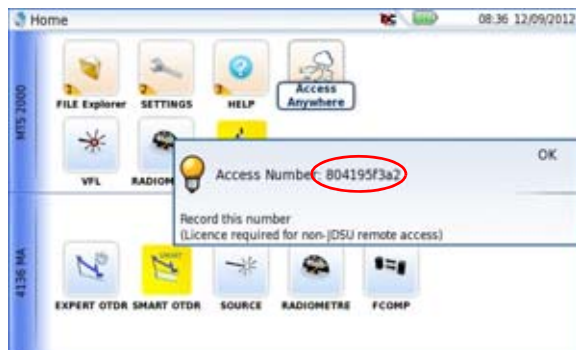 Home
08:36 12/09/2012
MTS 2000
FILE Explorer
SETTINGS
HELP
Access
Anywhere
VFL
RADIOM
Access Number: 804195f3a2
OK
Record this number
(Licence required for non-JDSU remote access)
4136 MA
EXPERT OTDR
SMART OTDR
SOURCE
RADIOMETRE
FCOMP